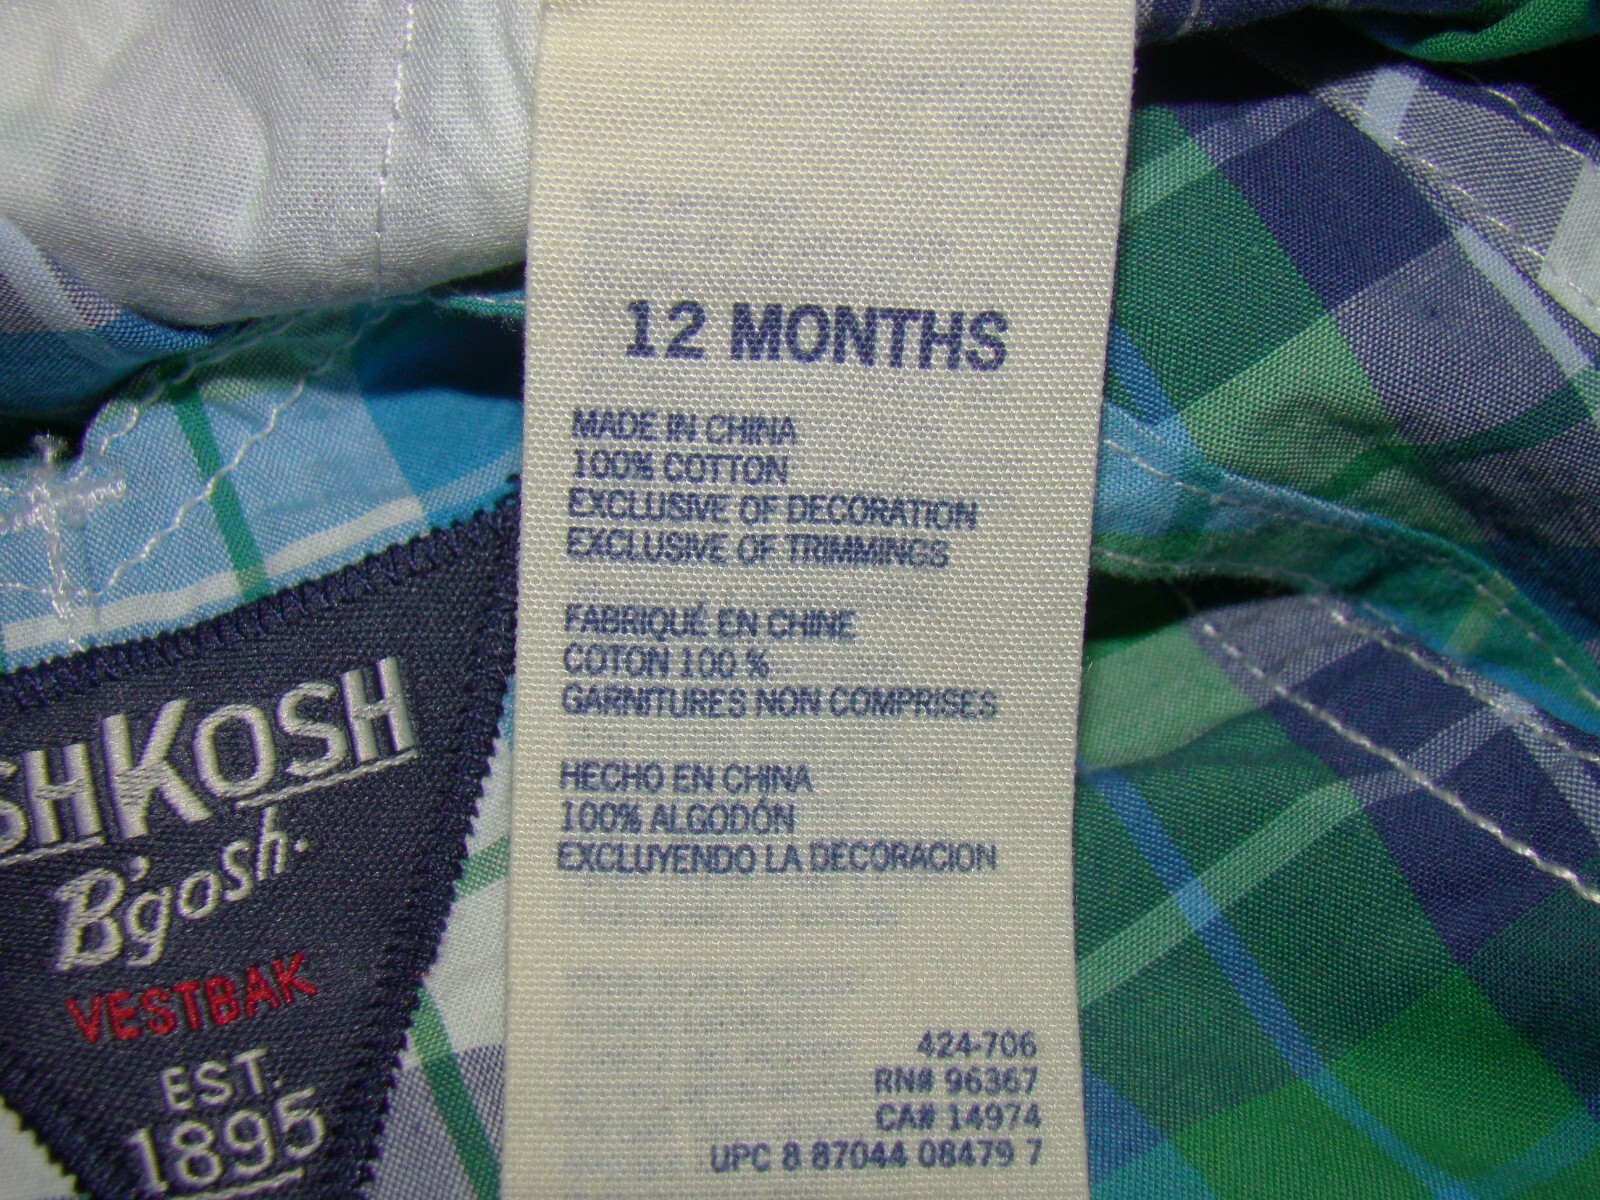 12 MONTHS
MADE IN CHINA
100% COTTON
EXCLUSIVE OF DECORATION
EXCLUSIVE OF TRIMMINGS
FABRIQUÉ EN CHINE
COTON 100 %
GARNITURES NON COMPRISES
HECHO EN CHINA
100% ALGODÓN
EXCLUYENDO LA DECORACION
424-706
RN# 96367
CA# 14974
UPC 8 87044 08479 7
SHKOSH
B'gosh.
VESTBAK
EST.
1895